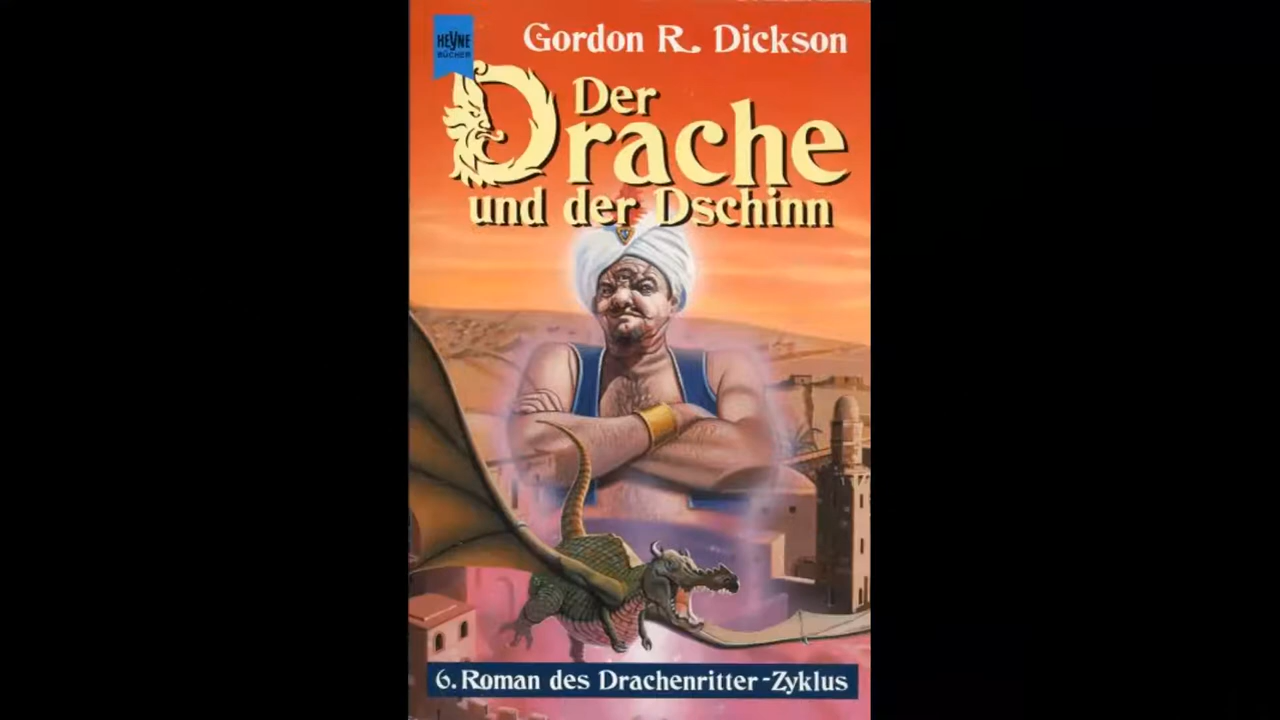 HEYNE
BÜCHER
Gordon R. Dickson
Der
Drache
und der Dschinn
6. Roman des Drachenritter-Zyklus